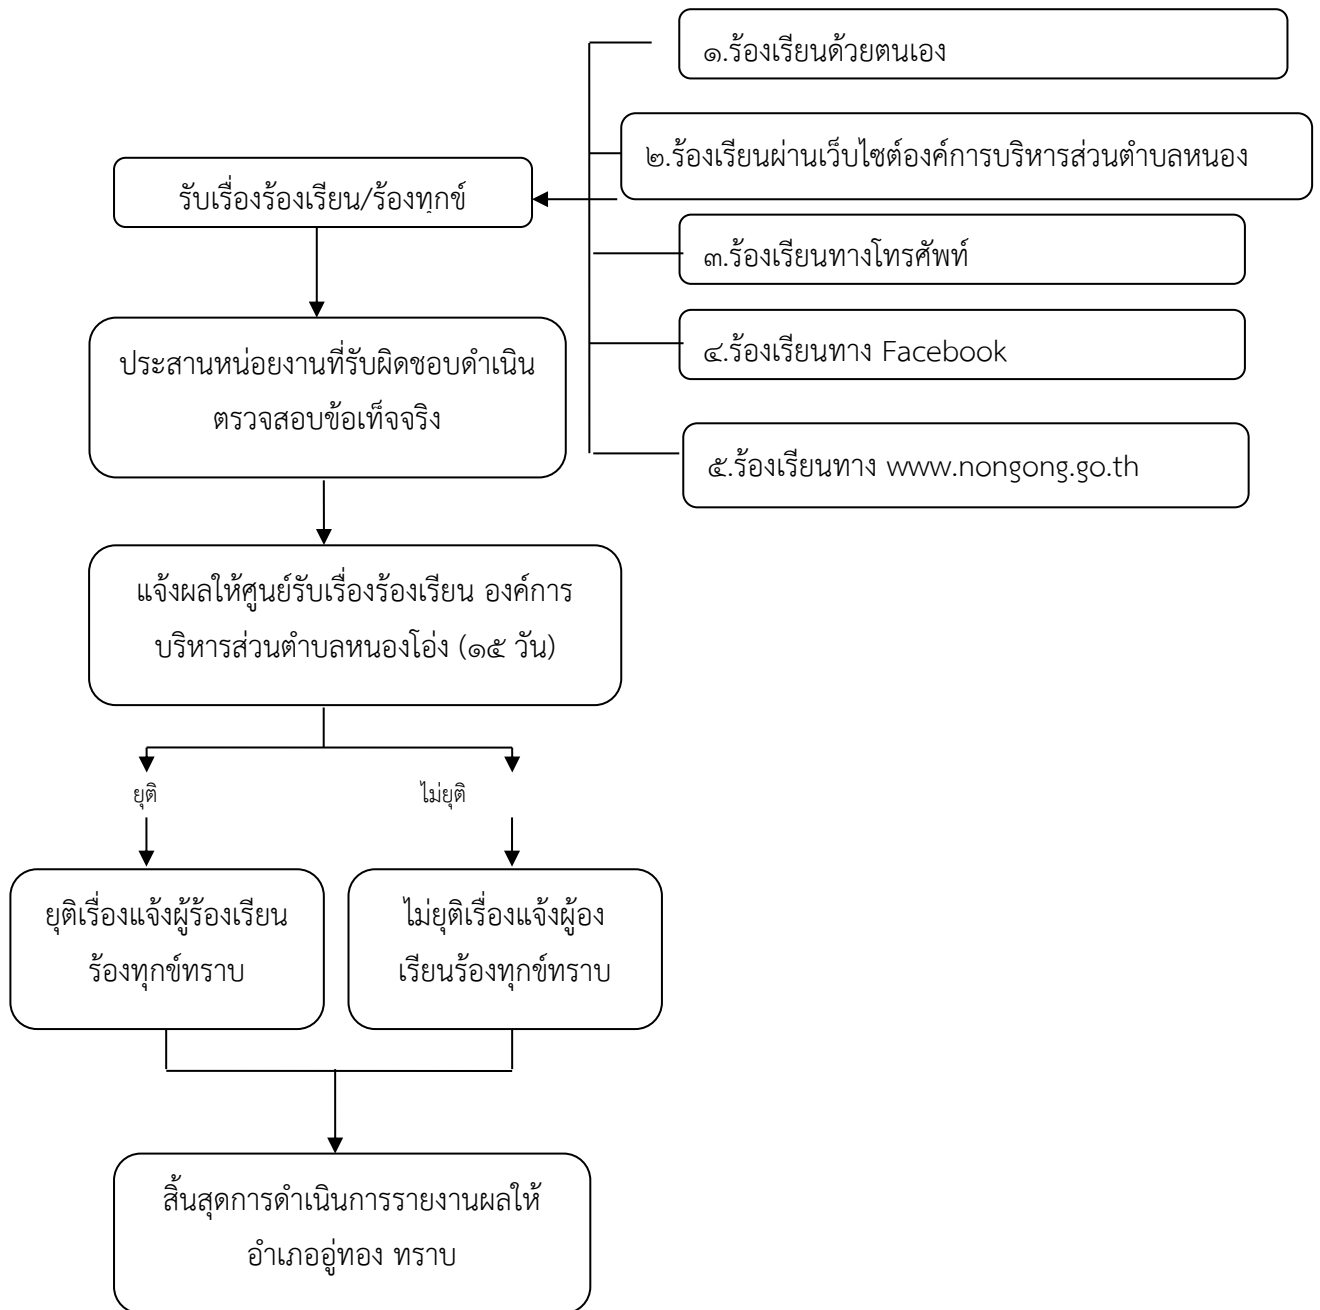 ๑.ร้องเรียนด้วยตนเอง
๒.ร้องเรียนผ่านเว็บไซต์องค์การบริหารส่วนตำบลหนอง
รับเรื่องร้องเรียน/ร้องทุกข์
๓.ร้องเรียนทางโทรศัพท์
๔.ร้องเรียนทาง Facebook
๕.ร้องเรียนทาง www.nongong.go.th
ประสานหน่อยงานที่รับผิดชอบดำเนิน
ตรวจสอบข้อเท็จจริง
แจ้งผลให้ศูนย์รับเรื่องร้องเรียน องค์การ
บริหารส่วนตำบลหนองโอ่ง (๑๕ วัน)
ยุติ
ไม่ยุติ
ยุติเรื่องแจ้งผู้ร้องเรียน
ร้องทุกข์ทราบ
ไม่ยุติเรื่องแจ้งผู้อง
เรียนร้องทุกข์ทราบ
สิ้นสุดการดำเนินการรายงานผลให้
อำเภออู่ทอง ทราบ